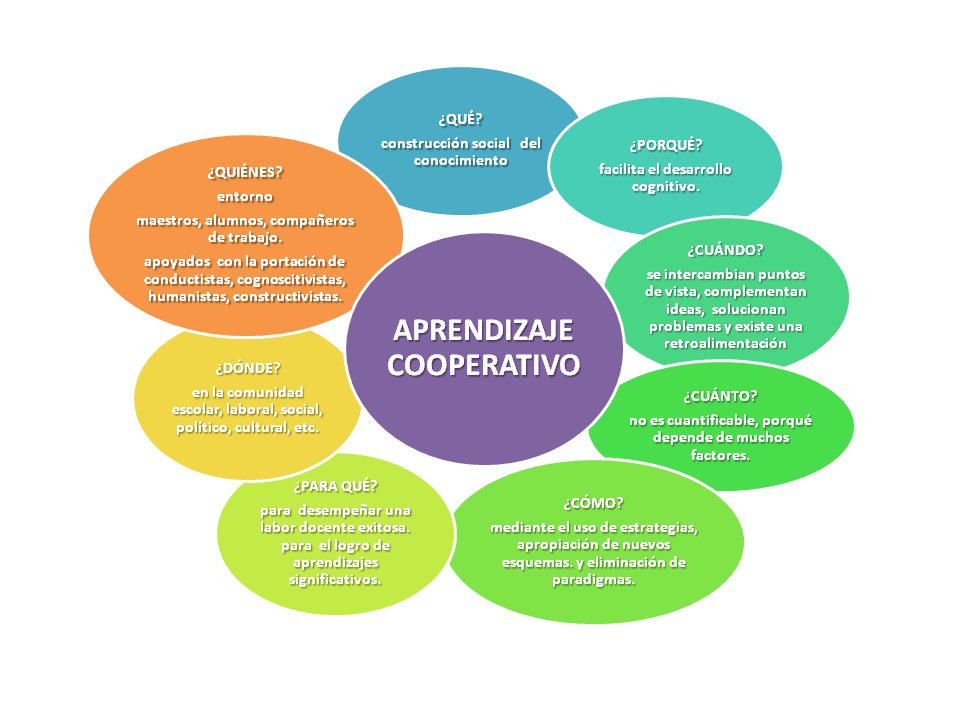 ¿QUÉ?
construcción social del
conocimiento
¿PORQUÉ?
facilita el desarrollo
cognitivo.
¿CUÁNDO?
se intercambian puntos
de vista, complementan
ideas, solucionan
problemas y existe una
retroalimentación
¿CUÁNTO?
no es cuantificable, porqué
depende de muchos
factores.
¿CÓMO?
mediante el uso de estrategias,
apropiación de nuevos
esquemas. y eliminación de
paradigmas.
¿PARA QUÉ?
para desempeñar una
labor docente exitosa.
para el logro de
aprendizajes
significativos.
¿DÓNDE?
en la comunidad
escolar, laboral, social,
político, cultural, etc.
¿QUIÉNES?
entorno
maestros, alumnos, compañeros
de trabajo.
apoyados con la portación de
conductistas, cognoscitivistas,
humanistas, constructivistas.
APRENDIZAJE
COOPERATIVO